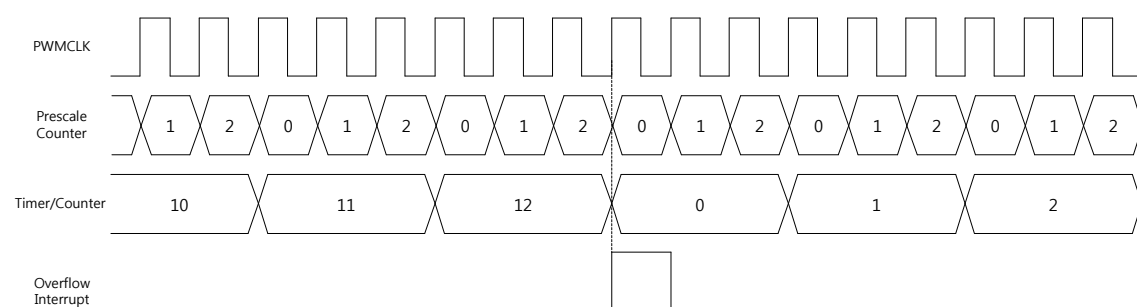 PWMCLK
Prescale
Counter
1 2 0 1 2 0 1 2 0 1 2 0 1 2 0 1 2
Timer/Counter
10 11 12 0 1 2
Overflow
Interrupt